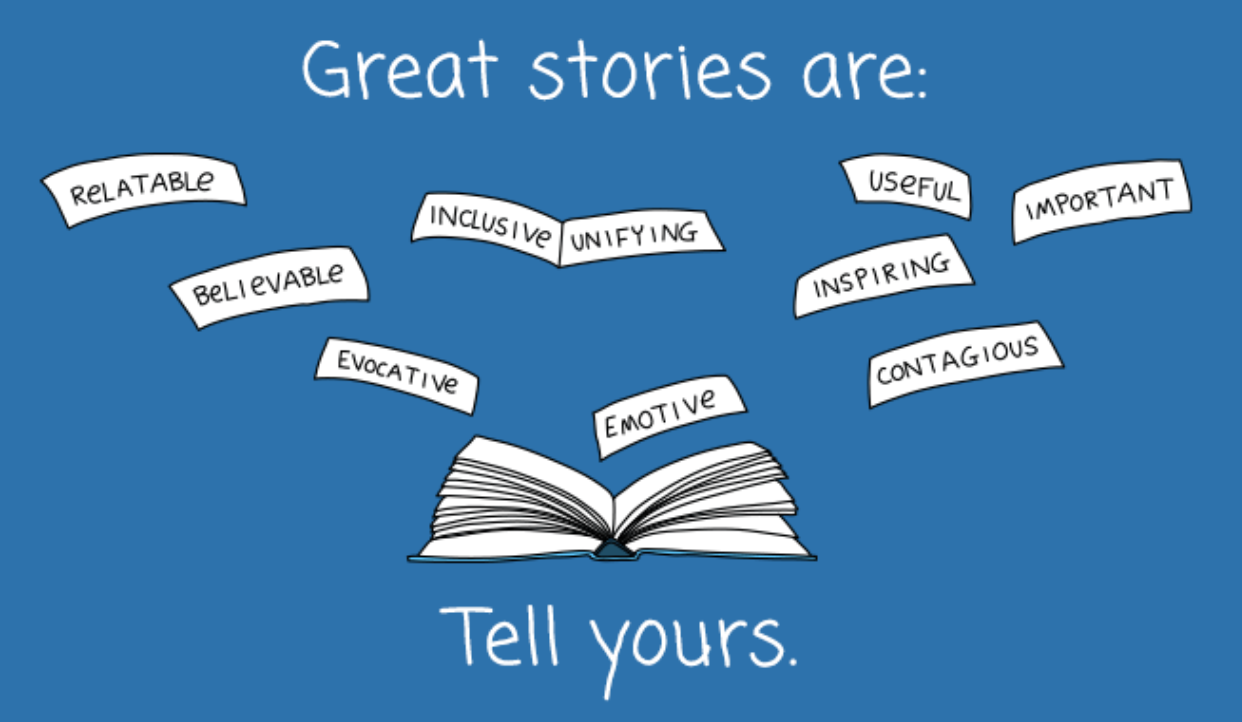 Great stories are:
RELATABLE
BELIEVABLE
EVOCATIVE
INCLUSIVE UNIFYING
EMOTIVE
USEFUL
IMPORTANT
INSPIRING
CONTAGIOUS
Tell yours.